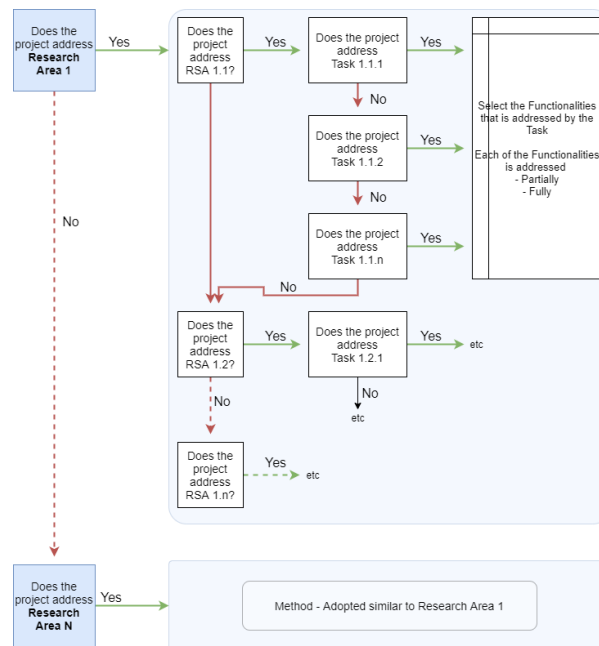 Does the
project address
Research
Area 1
Yes
Does the
project
address
RSA 1.1?
Yes
Does the project
address
Task 1.1.1
Yes
No
Select the Functionalities
that is addressed by the
Task
Each of the Functionalities
is addressed
- Partially
- Fully
Does the project
address
Task 1.1.2
Yes
No
No
Does the project
address
Task 1.1.n
Yes
No
Does the
project
address
RSA 1.2?
Yes
Does the project
address
Task 1.2.1
Yes
etc
No
No
etc
Does the
project
address
RSA 1.n?
Yes
etc
Does the
project address
Research
Area N
Yes
Method - Adopted similar to Research Area 1